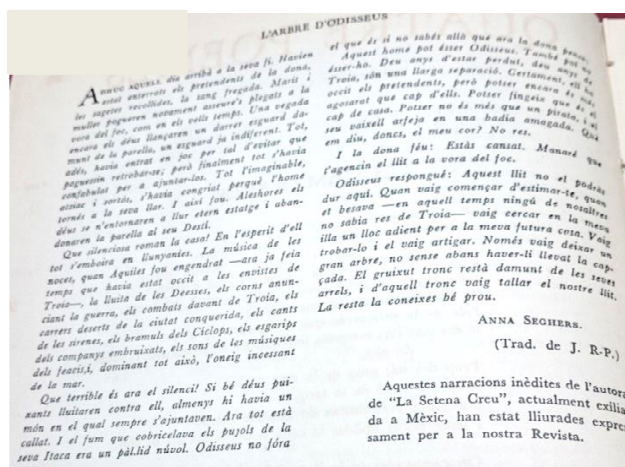 L'ARBRE D'ODISSEUS
ADHUC AQUELL dia arribà a la seva fi. Havien
estat enterrats els pretendents de la dona,
les sagetes recollides, la sang fregada. Marit i
muller pogueren notament asseure's plegats a la
vora del foc, com en els vells temps. Una vegada
encara els déus llançaren un darrer esguard da-
munt de la parella, un esguard ja indiferent. Tot,
adés, havia entrat en joc per tal d'evitar que
poguessin retrobar-se; però finalment tot s'havia
confabulat per a ajuntar-los. Tot l'imaginable,
atziac i sortós, s'havia congriat perquè l'home
tornés a la seva llar. I així fou. Aleshores els
déus se n'entornaren a llur etern estatge i aban-
donaren la parella al seu Destí.
Que silenciosa roman la casa! En l'esperit d'ell
tot s'emboira en llunyanies. La música de les
noces, quan Aquiles fou engendrat —ara ja feia
temps que havia estat occit a les envistes de
Troia—, la lluita de les Deesses, els corns anun-
ciant la guerra, els combats davant de Troia, els
carrers deserts de la ciutat conquerida, els cants
de les sirenes, els bramuls dels Cíclops, els esgarips
dels companys embruixats, els sons de les músiques
dels feacis,i, dominant tot això, l'oneig incessant
de la mar.
Que terrible és ara el silenci! Si bé déus pui-
xants lluitaren contra ell, almenys hi havia un
món en el qual sempre s'ajuntaven. Ara tot està
callat. I el fum que cobricelava els pujols de la
seva Itaca era un pàl.lid núvol. Odisseus no fóra
el que és si no sabés allò que ara la dona pensa.
Aquest home pot ésser Odisseus. També pot no
ésser-ho. Deu anys d'estar perdut, deu anys de
Troia, són una llarga separació. Certament, ell ha
occit els pretendents, però potser encara és més
agosarat que cap d'ells. Potser fingeix que és el
cap de casa. Potser no és més que un pirata, i el
seu vaixell arfeja en una badia amagada. Què
em diu, doncs, el meu cor? No res.
I la dona féu: Estàs cansat. Manaré que
t'agencin el llit a la vora del foc.
Odisseus respongué: Aquest llit no el podràs
dur aquí. Quan vaig començar d'estimar-te, quan
et besava —en aquell temps ningú de nosaltres
no sabia res de Troia— vaig cercar en la meva
illa un lloc adient per a la meva futura cosa. Vaig
trobar-lo i el vaig artigar. Només vaig deixar un
gran arbre, no sense abans haver-li llevat la cap-
çada. El gruixut tronc restà damunt de les seves
arrels, i d'aquell tronc vaig tallar el nostre llit.
La resta la coneixes bé prou.
ANNA SEGHERS.
(Trad. de J. R.-P.)
Aquestes narracions inèdites de l'autora
de "La Setena Creu", actualment exilia-
da a Mèxic, han estat lliurades expres-
sament per a la nostra Revista.